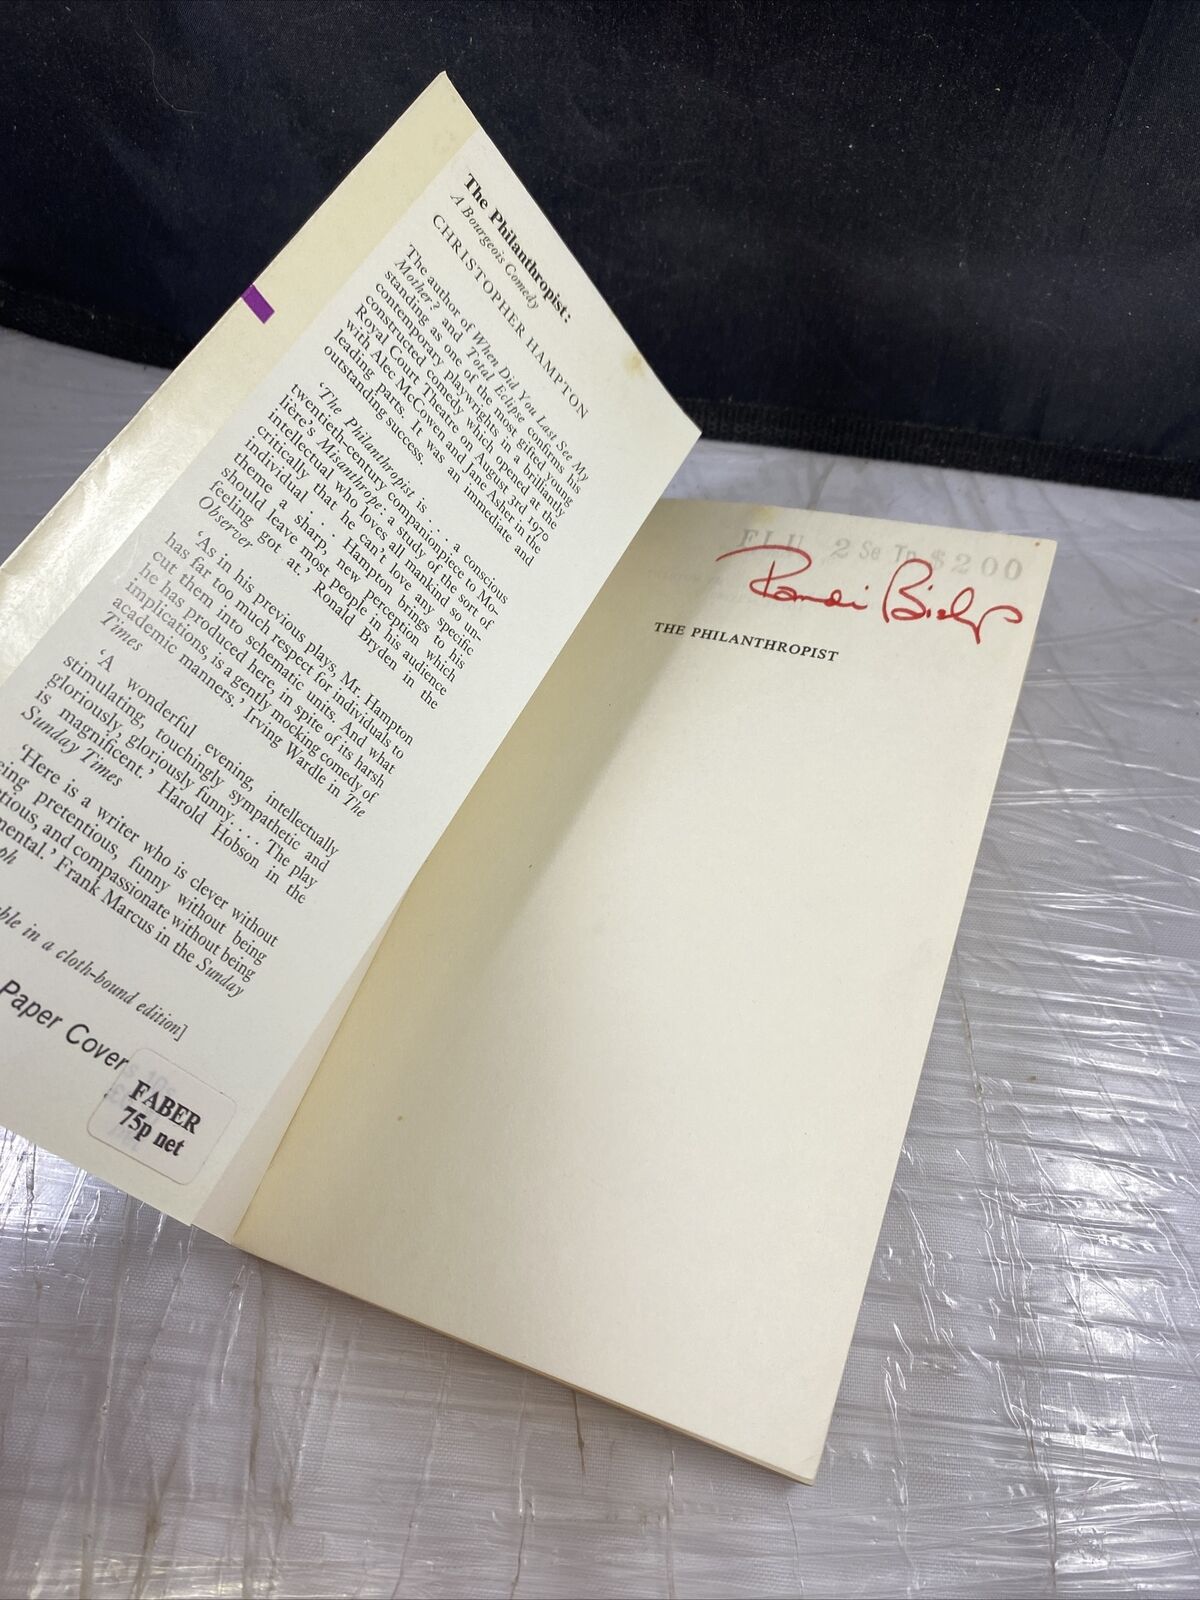 The Philanthropist:
A Bourgeois Comedy
CHRISTOPHER HAMPTON
The author of When Did You Last See My
Mother? and Total Eclipse confirms his
standing as one of the most gifted young
contemporary playwrights in a brilliantly
constructed comedy which opened at the
Royal Court Theatre on August 3rd 1970
with Alec McCowen and Jane Asher in the
leading parts. It was an immediate and
outstanding success.
'The Philanthropist is . . . a conscious
twentieth-century companionpiece to Mo-
lière's Misanthrope: a study of the sort of
intellectual who loves all mankind so un-
critically that he can't love any specific
individual . . . Hampton brings to his
theme a sharp, new perception which
should leave most people in his audience
feeling got at. Ronald Bryden in the
Observer
'As in his previous plays, Mr. Hampton
has far too much respect for individuals to
cut them into schematic units. And what
he has produced here, in spite of its harsh
implications, is a gently mocking comedy of
academic manners.' Irving Wardle in The
Times
'A wonderful evening, intellectually
stimulating, touchingly sympathetic and
gloriously, gloriously funny. . . . The play
is magnificent.' Harold Hobson in the
Sunday Times
'Here is a writer who is clever without
eing pretentious, funny without being
tious, and compassionate without being
mental.' Frank Marcus in the Sunday
ph
ble in a cloth-bound edition]
Paper Covers
FABER
75p net
FLU 2 Se Tp $200
Bishop
THE PHILANTHROPIST